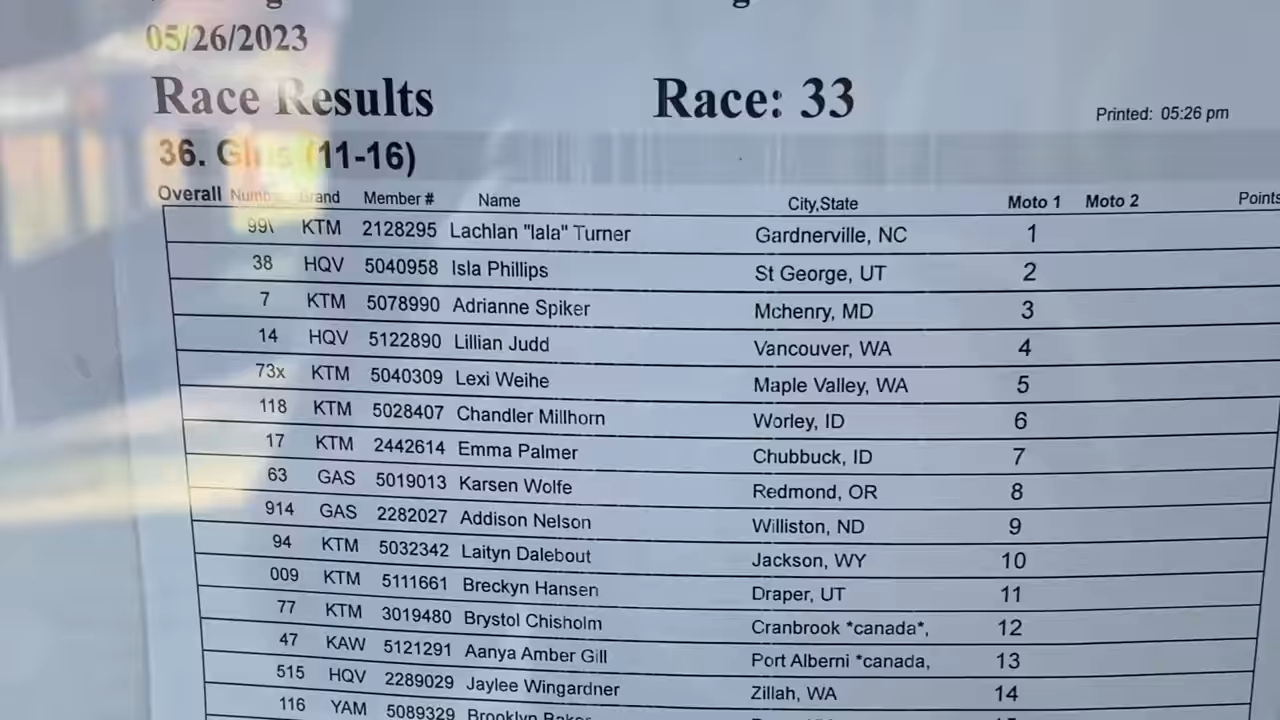 05/26/2023
Race Results Race: 33 Printed: 05:26 pm
36. (11-16)
Overall Brand Member # Name City,State Moto 1 Moto 2 Points
99\ KTM 2128295 Lachlan "lala" Turner Gardnerville, NC 1
38 HQV 5040958 Isla Phillips St George, UT 2
7 KTM 5078990 Adrianne Spiker Mchenry, MD 3
14 HQV 5122890 Lillian Judd Vancouver, WA 4
73x KTM 5040309 Lexi Weihe Maple Valley, WA 5
118 KTM 5028407 Chandler Millhorn Worley, ID 6
17 KTM 2442614 Emma Palmer Chubbuck, ID 7
63 GAS 5019013 Karsen Wolfe Redmond, OR 8
914 GAS 2282027 Addison Nelson Williston, ND 9
94 KTM 5032342 Laityn Dalebout Jackson, WY 10
009 KTM 5111661 Breckyn Hansen Draper, UT 11
77 KTM 3019480 Brystol Chisholm Cranbrook *canada*, 12
47 KAW 5121291 Aanya Amber Gill Port Alberni *canada, 13
515 HQV 2289029 Jaylee Wingardner Zillah, WA 14
116 YAM 5089329 Brooklyn